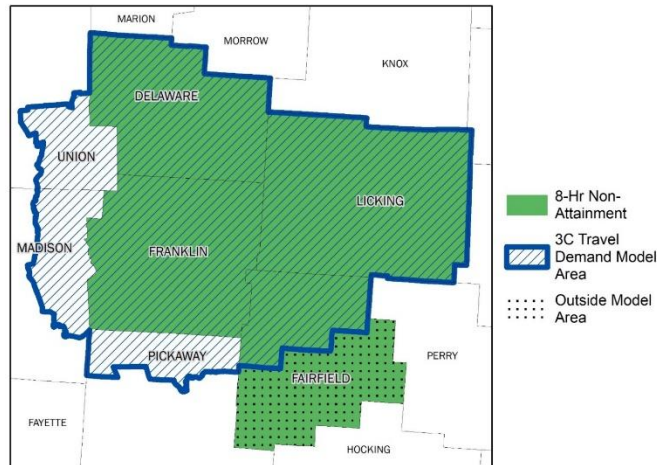 MARION
MORROW
KNOX
DELAWARE
UNION
LICKING
MADISON
FRANKLIN
PICKAWAY
PERRY
FAIRFIELD
FAYETTE
HOCKING
8-Hr Non-
Attainment
3C Travel
Demand Model
Area
Outside Model
Area